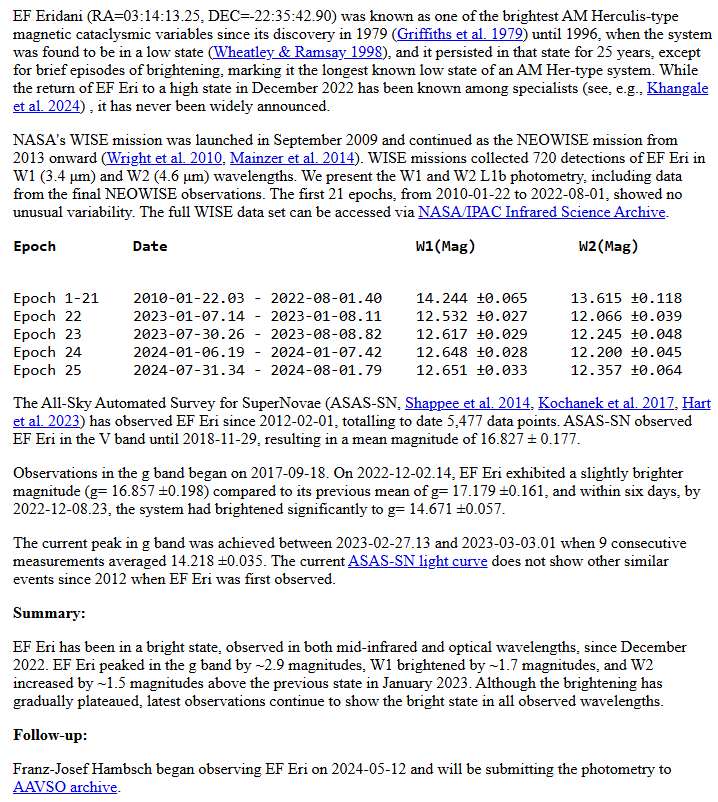 EF Eridani (RA=03:14:13.25, DEC=-22:35:42.90) was known as one of the brightest AM Herculis-type
magnetic cataclysmic variables since its discovery in 1979 (Griffiths et al. 1979) until 1996, when the system
was found to be in a low state (Wheatley & Ramsay 1998), and it persisted in that state for 25 years, except
for brief episodes of brightening, marking it the longest known low state of an AM Her-type system. While
the return of EF Eri to a high state in December 2022 has been known among specialists (see, e.g., Khangale
et al. 2024) , it has never been widely announced.
NASA's WISE mission was launched in September 2009 and continued as the NEOWISE mission from
2013 onward (Wright et al. 2010, Mainzer et al. 2014). WISE missions collected 720 detections of EF Eri in
W1 (3.4 μm) and W2 (4.6 μm) wavelengths. We present the W1 and W2 L1b photometry, including data
from the final NEOWISE observations. The first 21 epochs, from 2010-01-22 to 2022-08-01, showed no
unusual variability. The full WISE data set can be accessed via NASA/IPAC Infrared Science Archive.
Epoch Date W1(Mag) W2(Mag)
Epoch 1-21 2010-01-22.03 - 2022-08-01.40 14.244 ±0.065 13.615 ±0.118
Epoch 22 2023-01-07.14 - 2023-01-08.11 12.532 ±0.027 12.066 ±0.039
Epoch 23 2023-07-30.26 - 2023-08-08.82 12.617 ±0.029 12.245 ±0.048
Epoch 24 2024-01-06.19 - 2024-01-07.42 12.648 ±0.028 12.200 ±0.045
Epoch 25 2024-07-31.34 - 2024-08-01.79 12.651 ±0.033 12.357 ±0.064
The All-Sky Automated Survey for SuperNovae (ASAS-SN, Shappee et al. 2014, Kochanek et al. 2017, Hart
et al. 2023) has observed EF Eri since 2012-02-01, totalling to date 5,477 data points. ASAS-SN observed
EF Eri in the V band until 2018-11-29, resulting in a mean magnitude of 16.827 ± 0.177.
Observations in the g band began on 2017-09-18. On 2022-12-02.14, EF Eri exhibited a slightly brighter
magnitude (g= 16.857 ±0.198) compared to its previous mean of g= 17.179 ±0.161, and within six days, by
2022-12-08.23, the system had brightened significantly to g= 14.671 ±0.057.
The current peak in g band was achieved between 2023-02-27.13 and 2023-03-03.01 when 9 consecutive
measurements averaged 14.218 ±0.035. The current ASAS-SN light curve does not show other similar
events since 2012 when EF Eri was first observed.
Summary:
EF Eri has been in a bright state, observed in both mid-infrared and optical wavelengths, since December
2022. EF Eri peaked in the g band by ~2.9 magnitudes, W1 brightened by ~1.7 magnitudes, and W2
increased by ~1.5 magnitudes above the previous state in January 2023. Although the brightening has
gradually plateaued, latest observations continue to show the bright state in all observed wavelengths.
Follow-up:
Franz-Josef Hambsch began observing EF Eri on 2024-05-12 and will be submitting the photometry to
AAVSO archive.